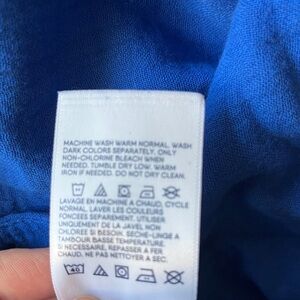 MACHINE WASH WARM NORMAL, WASH
DARK COLORS SEPARATELY, ONLY
NON-CHLORINE BLEACH WHEN
NEEDED, TUMBLE DRY LOW, WARM
IRON IF NEEDED. DO NOT DRY CLEAN.
LAVAGE EN MACHINE A CHAUD, CYCLE
NORMAL, LAVER LES COULEURS
FONCEES SEPAREMENT, UTILISER
UNIQUEMENT DE LA JAVEL NON
CHLOREE SI BESOIN, SECHE-LINGE A
TAMBOUR BASSE TEMPERATURE,
SI NECESSAIRE, REPASSER A FER
CHAUD. NE PAS NETTOYER A SEC.
40